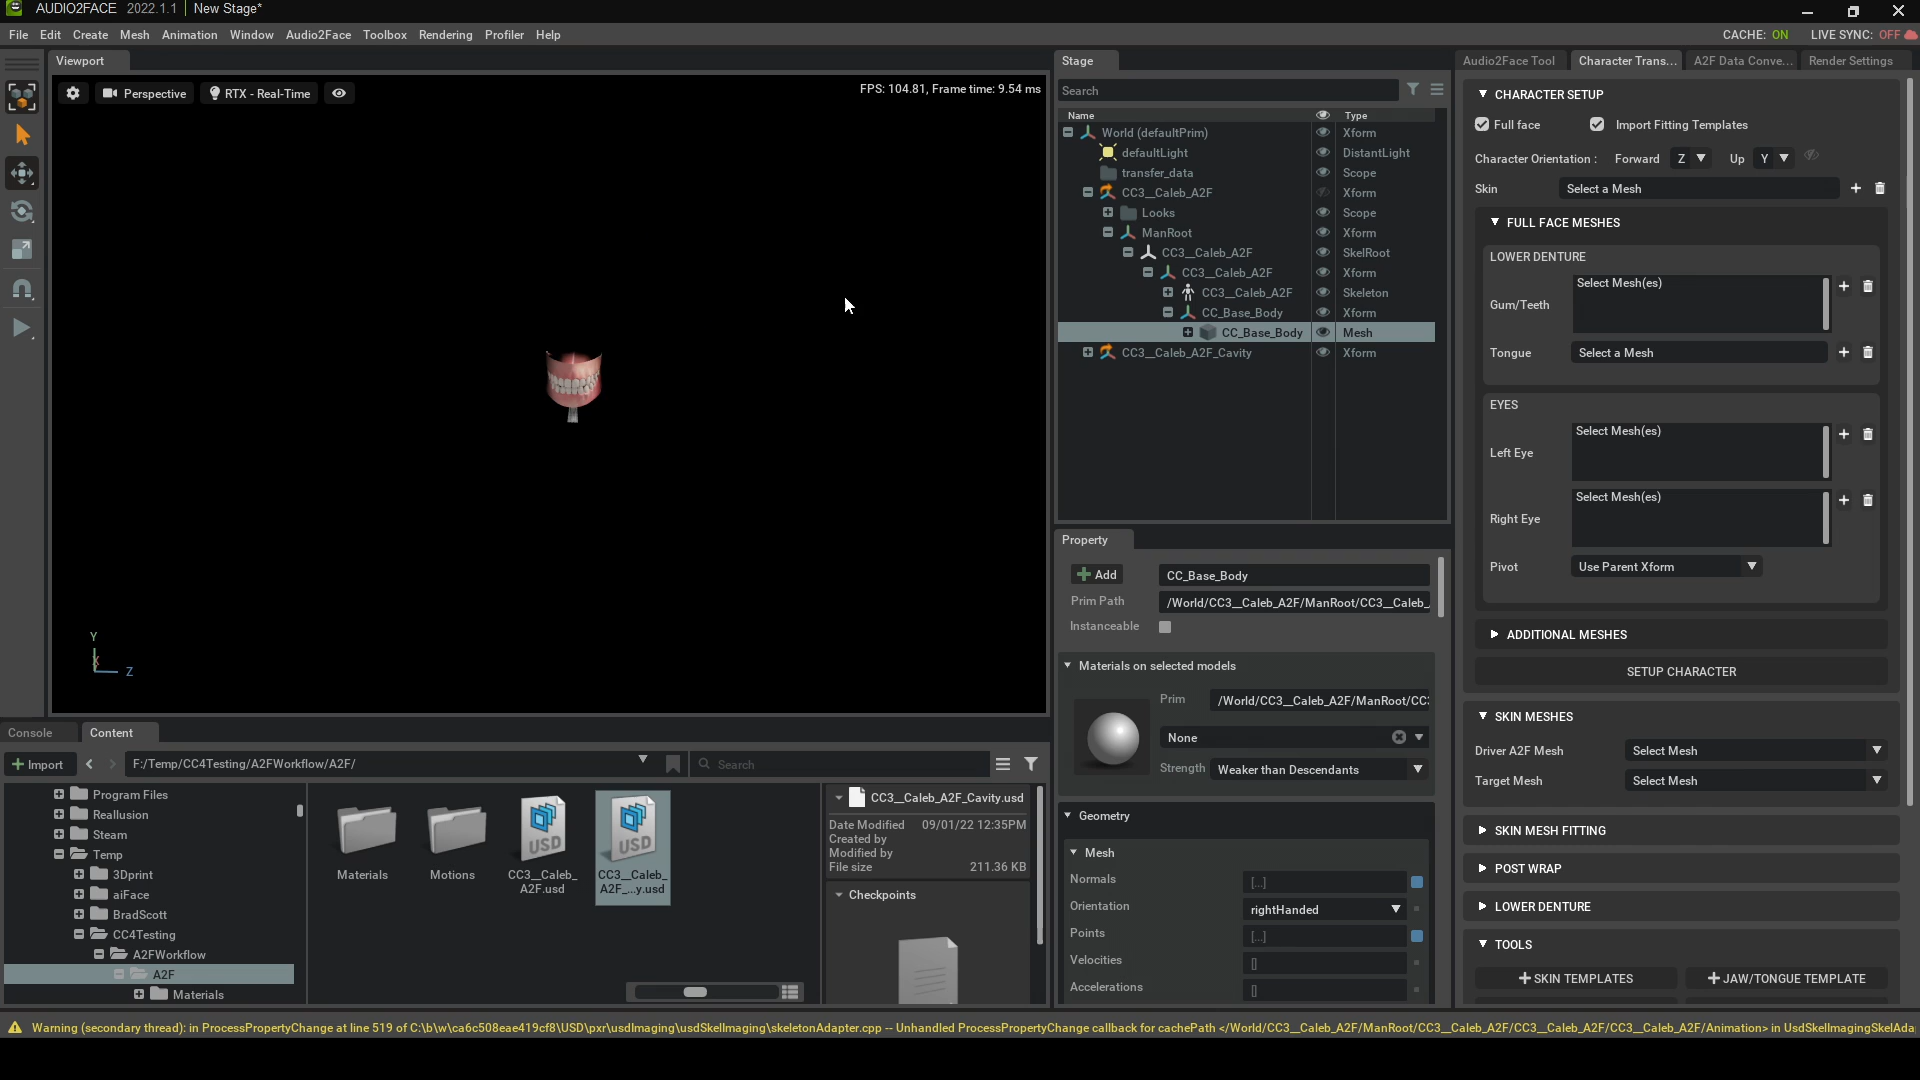 AUDIO2FACE 2022.1.1 New Stage*
File Edit Create Mesh Animation Window Audio2Face Toolbox Rendering Profiler Help
CACHE: ON LIVE SYNC: OFF
Viewport
Perspective
RTX - Real-Time
FPS: 104.81, Frame time: 9.54 ms
Y
X
Z
Stage
Search
Name Type
World (defaultPrim) Xform
defaultLight DistantLight
transfer_data Scope
CC3__Caleb_A2F Xform
Looks Scope
ManRoot Xform
CC3__Caleb_A2F SkelRoot
CC3__Caleb_A2F Xform
CC3__Caleb_A2F Skeleton
CC_Base_Body Xform
CC_Base_Body Mesh
CC3__Caleb_A2F_Cavity Xform
Property
Add CC_Base_Body
Prim Path /World/CC3__Caleb_A2F/ManRoot/CC3__Caleb_
Instanceable
Materials on selected models
Prim /World/CC3__Caleb_A2F/ManRoot/CC3
None
Strength Weaker than Descendants
Geometry
Mesh
Normals [...]
Orientation rightHanded
Points [...]
Velocities []
Accelerations []
Audio2Face Tool Character Trans... A2F Data Conve... Render Settings
CHARACTER SETUP
Full face Import Fitting Templates
Character Orientation : Forward Z Up Y
Skin Select a Mesh
FULL FACE MESHES
LOWER DENTURE
Gum/Teeth Select Mesh(es)
Tongue Select a Mesh
EYES
Left Eye Select Mesh(es)
Right Eye Select Mesh(es)
Pivot Use Parent Xform
ADDITIONAL MESHES
SETUP CHARACTER
SKIN MESHES
Driver A2F Mesh Select Mesh
Target Mesh Select Mesh
SKIN MESH FITTING
POST WRAP
LOWER DENTURE
TOOLS
+SKIN TEMPLATES +JAW/TONGUE TEMPLATE
Console Content
Import F:/Temp/CC4Testing/A2FWorkflow/A2F/ Search
Program Files
Reallusion
Steam
Temp
3Dprint
aiFace
BradScott
CC4Testing
A2FWorkflow
A2F
Materials
USD USD
Materials Motions CC3__Caleb_ CC3__Caleb_
A2F.usd A2F_...y.usd
CC3__Caleb_A2F_Cavity.usd
Date Modified 09/01/22 12:35PM
Created by
Modified by
File size 211.36 KB
Checkpoints
Warning (secondary thread): in ProcessPropertyChange at line 519 of C:\b\w\ca6c508eae419cf8\USD\pxr\usdImaging\usdSkelImaging\skeletonAdapter.cpp -- Unhandled ProcessPropertyChange callback for cachePath </World/CC3__Caleb_A2F/ManRoot/CC3__Caleb_A2F/CC3__Caleb_A2F/CC3__Caleb_A2F/Animation> in UsdSkelImagingSkelAda